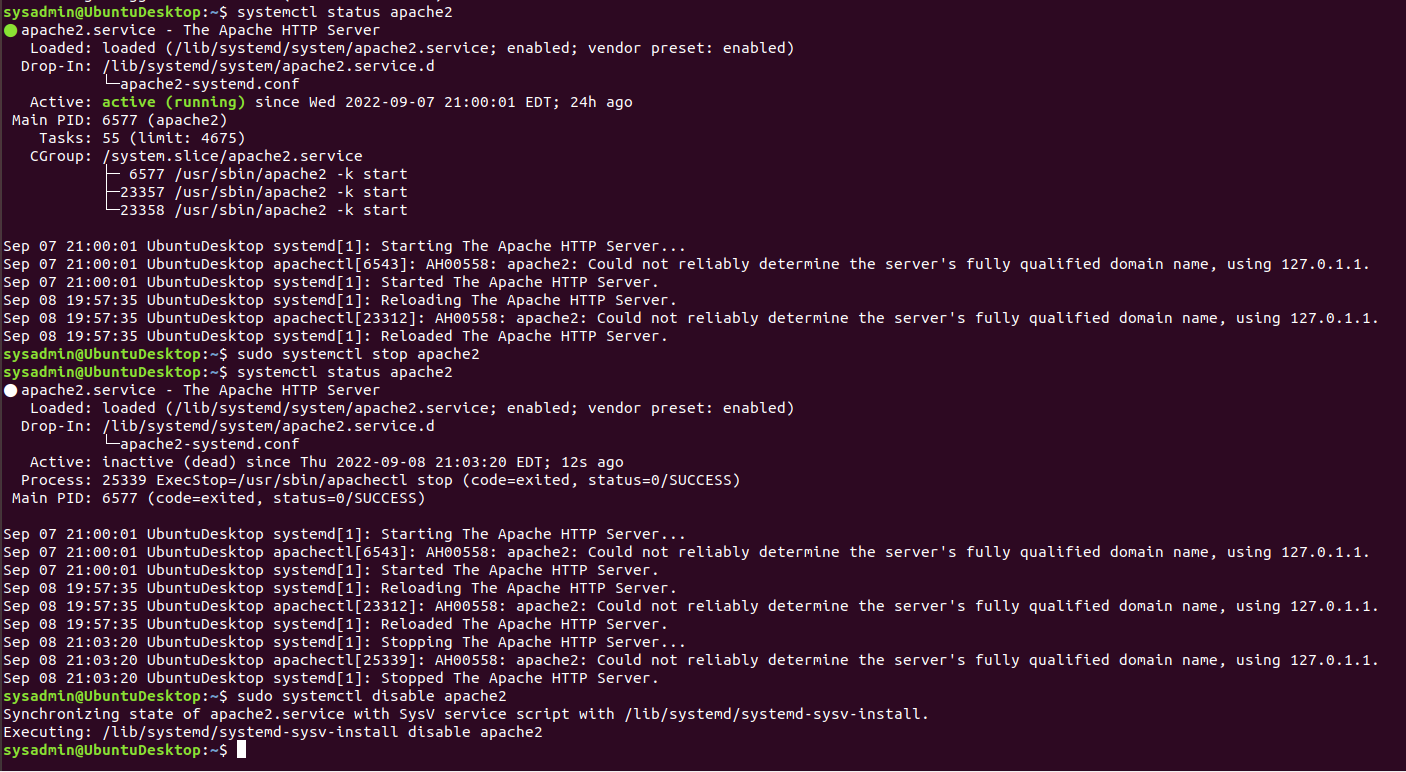 sysadmin@UbuntuDesktop:~$ systemctl status apache2
● apache2.service - The Apache HTTP Server
   Loaded: loaded (/lib/systemd/system/apache2.service; enabled; vendor preset: enabled)
  Drop-In: /lib/systemd/system/apache2.service.d
           └─apache2-systemd.conf
   Active: active (running) since Wed 2022-09-07 21:00:01 EDT; 24h ago
 Main PID: 6577 (apache2)
    Tasks: 55 (limit: 4675)
   CGroup: /system.slice/apache2.service
           ├─ 6577 /usr/sbin/apache2 -k start
           ├─23357 /usr/sbin/apache2 -k start
           └─23358 /usr/sbin/apache2 -k start

Sep 07 21:00:01 UbuntuDesktop systemd[1]: Starting The Apache HTTP Server...
Sep 07 21:00:01 UbuntuDesktop apachectl[6543]: AH00558: apache2: Could not reliably determine the server's fully qualified domain name, using 127.0.1.1.
Sep 07 21:00:01 UbuntuDesktop systemd[1]: Started The Apache HTTP Server.
Sep 08 19:57:35 UbuntuDesktop systemd[1]: Reloading The Apache HTTP Server.
Sep 08 19:57:35 UbuntuDesktop apachectl[23312]: AH00558: apache2: Could not reliably determine the server's fully qualified domain name, using 127.0.1.1.
Sep 08 19:57:35 UbuntuDesktop systemd[1]: Reloaded The Apache HTTP Server.
sysadmin@UbuntuDesktop:~$ sudo systemctl stop apache2
sysadmin@UbuntuDesktop:~$ systemctl status apache2
● apache2.service - The Apache HTTP Server
   Loaded: loaded (/lib/systemd/system/apache2.service; enabled; vendor preset: enabled)
  Drop-In: /lib/systemd/system/apache2.service.d
           └─apache2-systemd.conf
   Active: inactive (dead) since Thu 2022-09-08 21:03:20 EDT; 12s ago
  Process: 25339 ExecStop=/usr/sbin/apachectl stop (code=exited, status=0/SUCCESS)
 Main PID: 6577 (code=exited, status=0/SUCCESS)

Sep 07 21:00:01 UbuntuDesktop systemd[1]: Starting The Apache HTTP Server...
Sep 07 21:00:01 UbuntuDesktop apachectl[6543]: AH00558: apache2: Could not reliably determine the server's fully qualified domain name, using 127.0.1.1.
Sep 07 21:00:01 UbuntuDesktop systemd[1]: Started The Apache HTTP Server.
Sep 08 19:57:35 UbuntuDesktop systemd[1]: Reloading The Apache HTTP Server.
Sep 08 19:57:35 UbuntuDesktop apachectl[23312]: AH00558: apache2: Could not reliably determine the server's fully qualified domain name, using 127.0.1.1.
Sep 08 19:57:35 UbuntuDesktop systemd[1]: Reloaded The Apache HTTP Server.
Sep 08 21:03:20 UbuntuDesktop systemd[1]: Stopping The Apache HTTP Server...
Sep 08 21:03:20 UbuntuDesktop apachectl[25339]: AH00558: apache2: Could not reliably determine the server's fully qualified domain name, using 127.0.1.1.
Sep 08 21:03:20 UbuntuDesktop systemd[1]: Stopped The Apache HTTP Server.
sysadmin@UbuntuDesktop:~$ sudo systemctl disable apache2
Synchronizing state of apache2.service with SysV service script with /lib/systemd/systemd-sysv-install.
Executing: /lib/systemd/systemd-sysv-install disable apache2
sysadmin@UbuntuDesktop:~$